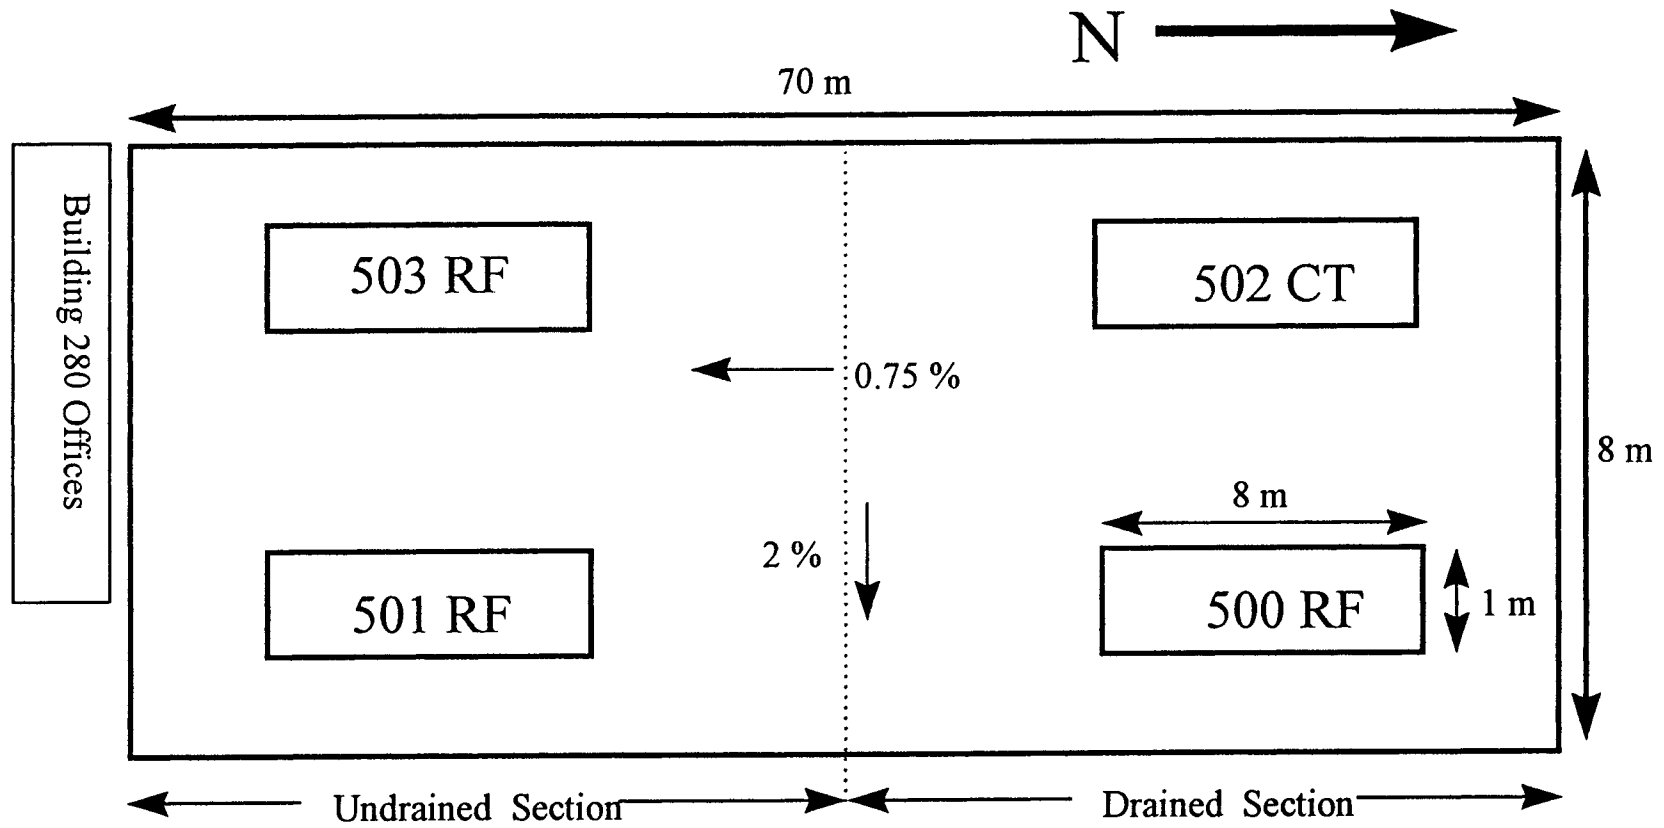 N
70 m
Building 280 Offices
503 RF
502 CT
0.75 %
8 m
8 m
2 %
501 RF
500 RF
1 m
Undrained Section
Drained Section